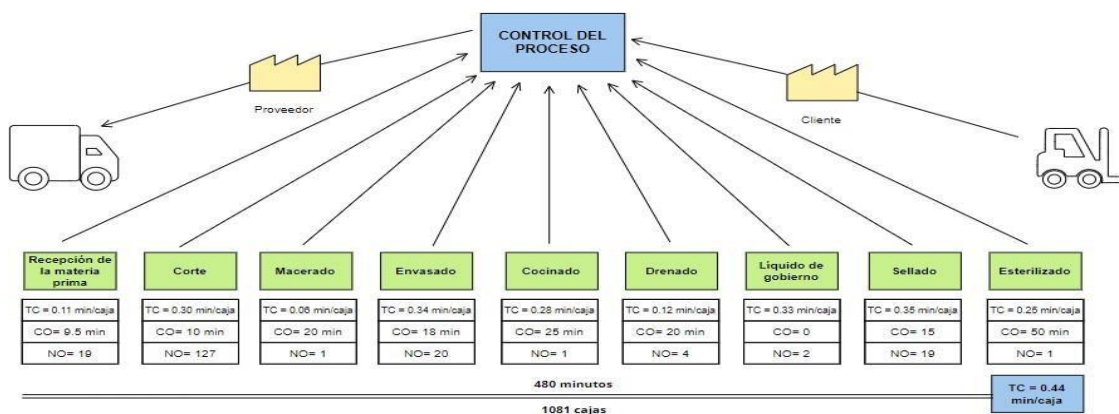 CONTROL DEL
PROCESO
Proveedor
Cliente
Recepción de
la materia
prima
Corte
Macerado
Envasado
Cocinado
Drenado
Líquido de
gobierno
Sellado
Esterilizado
TC = 0.11 min/caja
TC = 0.30 min/caja
TC = 0.06 min/caja
TC = 0.34 min/caja
TC = 0.28 min/caja
TC = 0.12 min/caja
TC = 0.33 min/caja
TC = 0.35 min/caja
TC = 0.25 min/caja
CO= 9.5 min
CO= 10 min
CO= 20 min
CO= 18 min
CO= 25 min
CO= 20 min
CO= 0
CO= 15
CO= 50 min
NO= 19
NO= 127
NO= 1
NO= 20
NO= 1
NO= 4
NO= 2
NO= 19
NO= 1
480 minutos
1081 cajas
TC = 0.44
min/caja